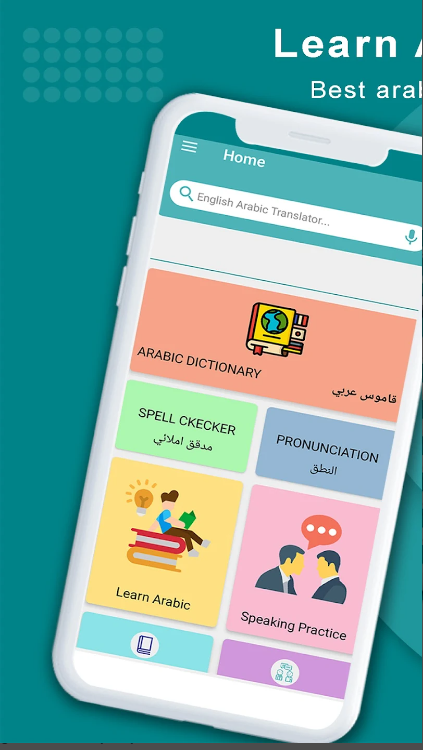 Learn
Best arab
Home
English Arabic Translator...
ARABIC DICTIONARY
قاموس عربي
SPELL CKECKER
مدقق املائي
PRONUNCIATION
النطق
Learn Arabic
Speaking Practice